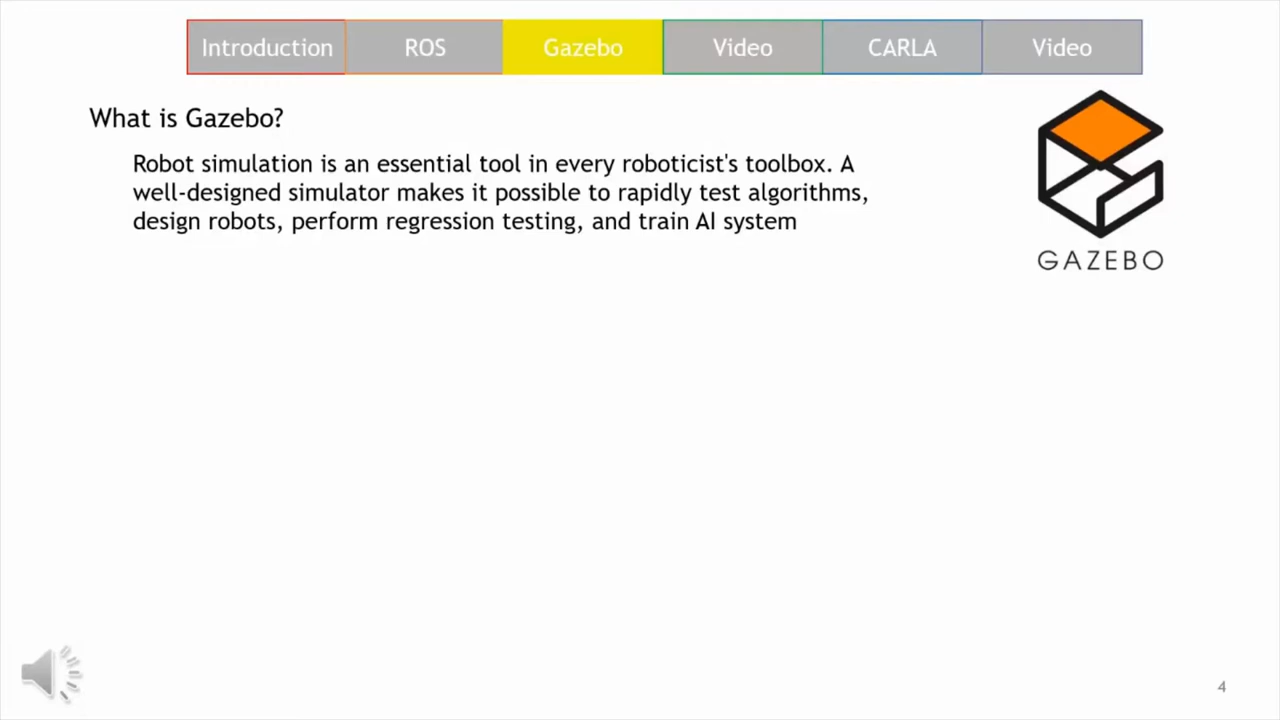 Introduction ROS Gazebo Video CARLA Video
What is Gazebo?
Robot simulation is an essential tool in every roboticist's toolbox. A
well-designed simulator makes it possible to rapidly test algorithms,
design robots, perform regression testing, and train AI system
GAZEBO
4